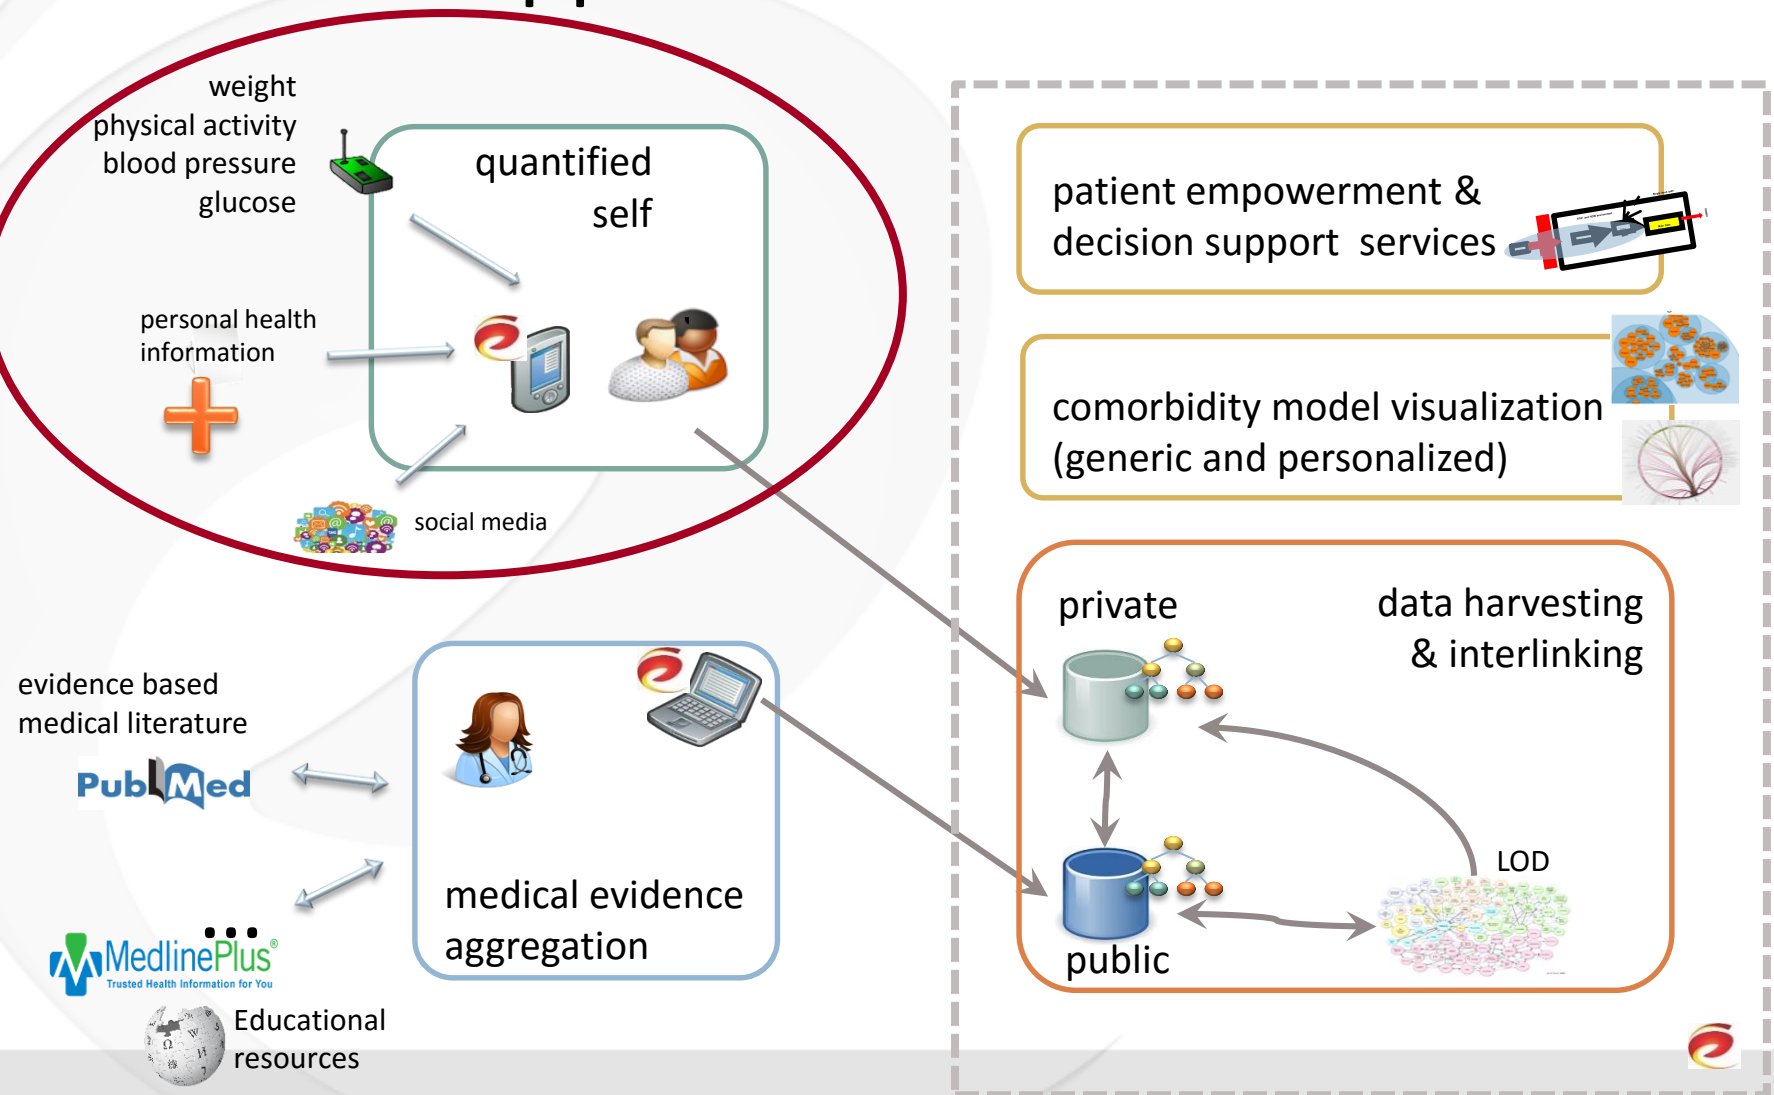 weight
physical activity
blood pressure
glucose
quantified
self
personal health
information
social media
evidence based
medical literature
PubMed
medical evidence
aggregation
...
MedlinePlus®
Trusted Health Information for You
Educational
resources
patient empowerment &
decision support services
comorbidity model visualization
(generic and personalized)
private
data harvesting
& interlinking
LOD
public